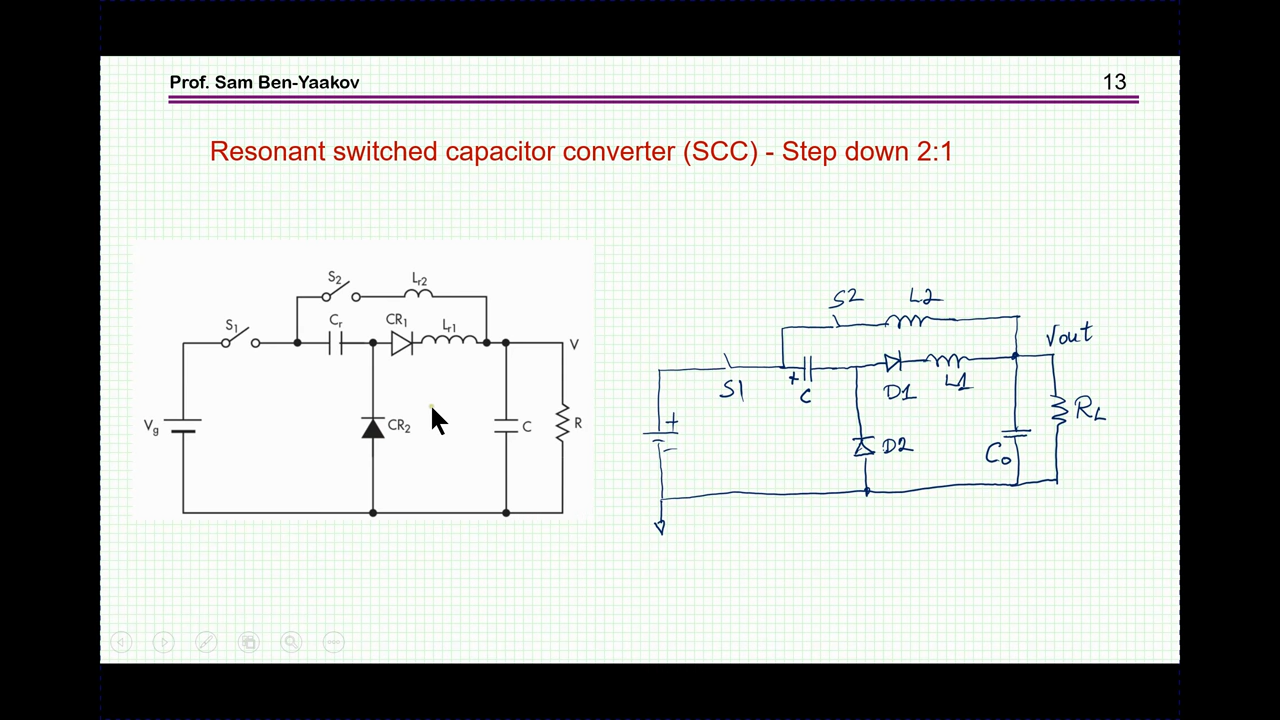 Prof. Sam Ben-Yaakov
13
Resonant switched capacitor converter (SCC) - Step down 2:1
S2
Lr2
S1
Cr
CR1
Lr1
V
Vg
CR2
C
R
S2
L2
Vout
S1
+
C
D1
L1
+
-
D2
Co
RL